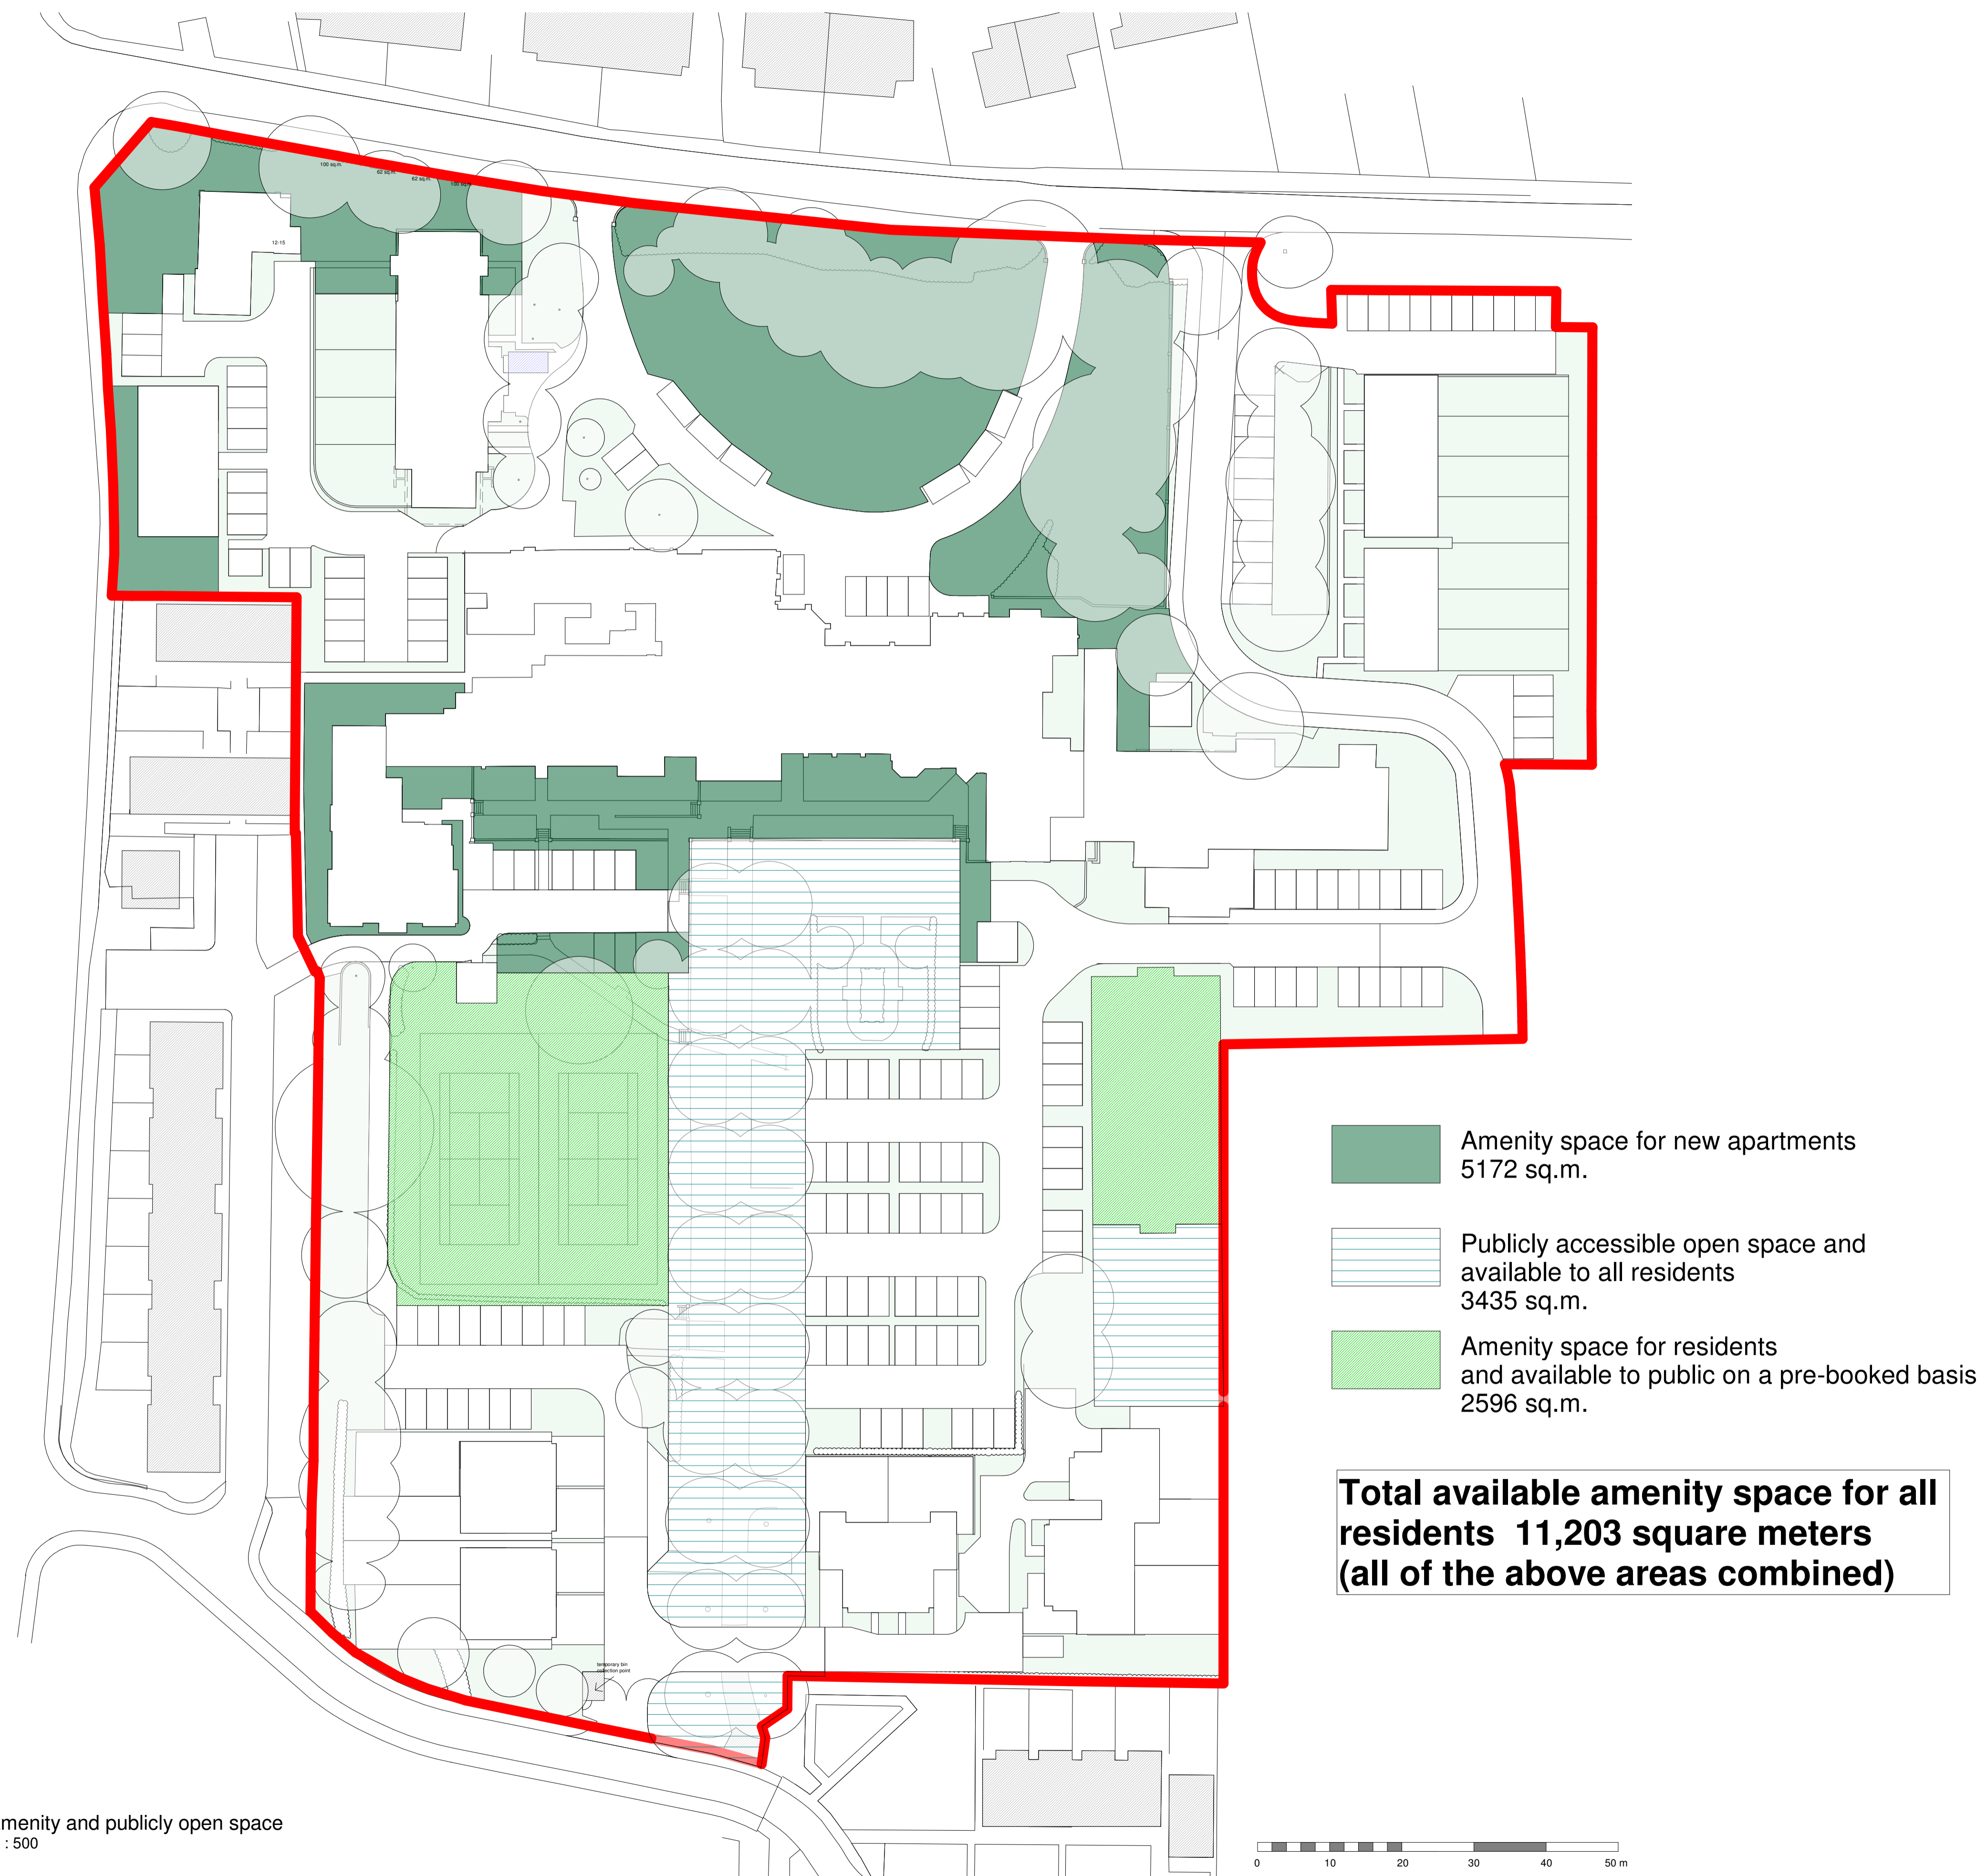 100 sq.m.
62 sq.m.
62 sq.m.
100 sq.m.
12-15
Amenity space for new apartments
5172 sq.m.
Publicly accessible open space and
available to all residents
3435 sq.m.
Amenity space for residents
and available to public on a pre-booked basis
2596 sq.m.
Total available amenity space for all
residents 11,203 square meters
(all of the above areas combined)
temporary bin
collection point
menity and publicly open space
: 500
0 10 20 30 40 50 m